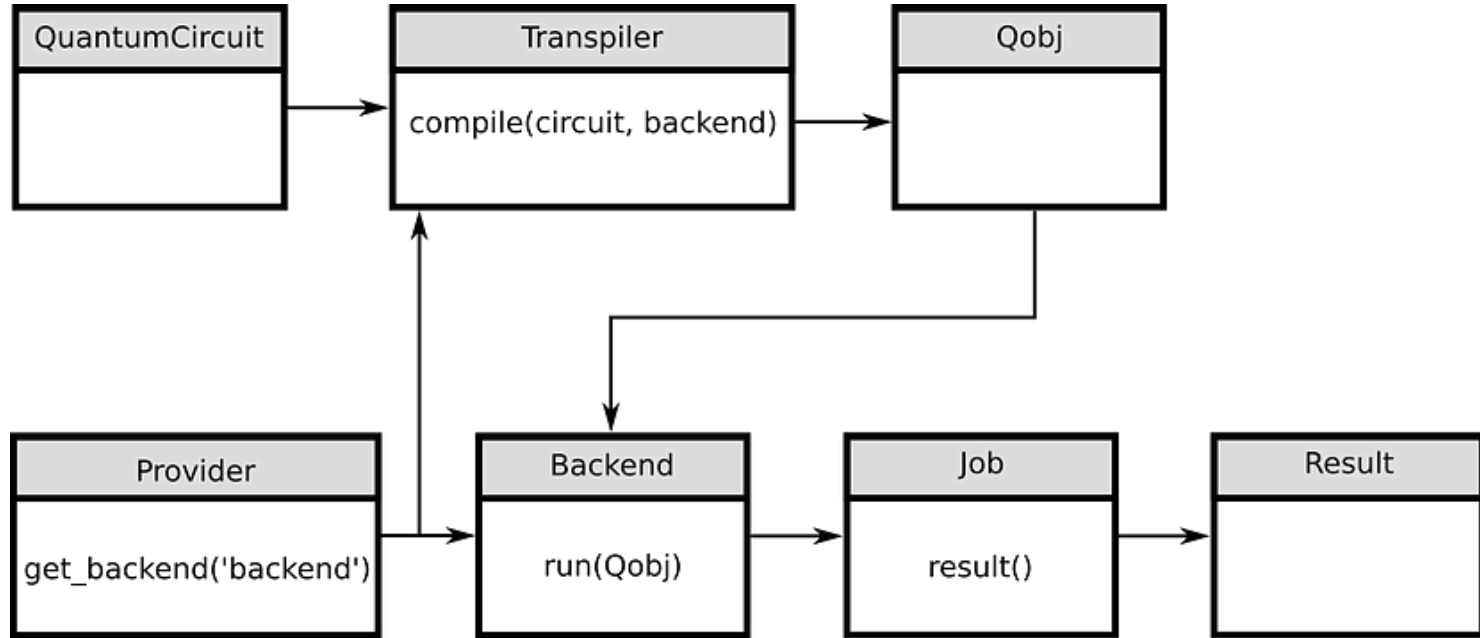 QuantumCircuit
Transpiler
compile(circuit, backend)
Qobj
Provider
get_backend('backend')
Backend
run(Qobj)
Job
result()
Result